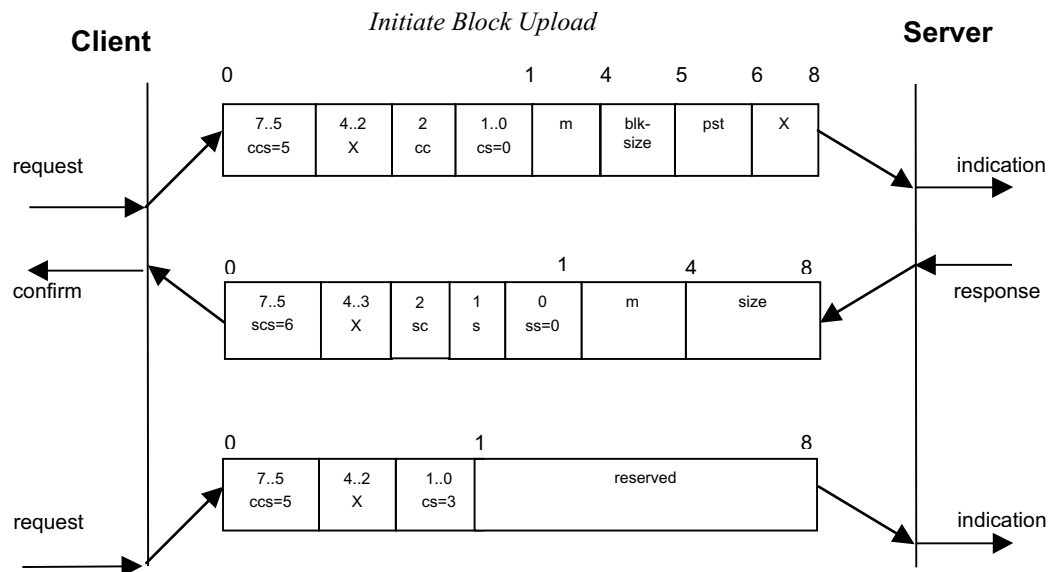 Initiate Block Upload
Client
Server
0 1 4 5 6 8
7..5 4..2 2 1..0 m blk- pst X
ccs=5 X cc cs=0 size
request
indication
0 1 4 8
confirm
response
7..5 4..3 2 1 0 m size
scs=6 X sc s ss=0
0 1 8
7..5 4..2 1..0 reserved
ccs=5 X cs=3
request
indication